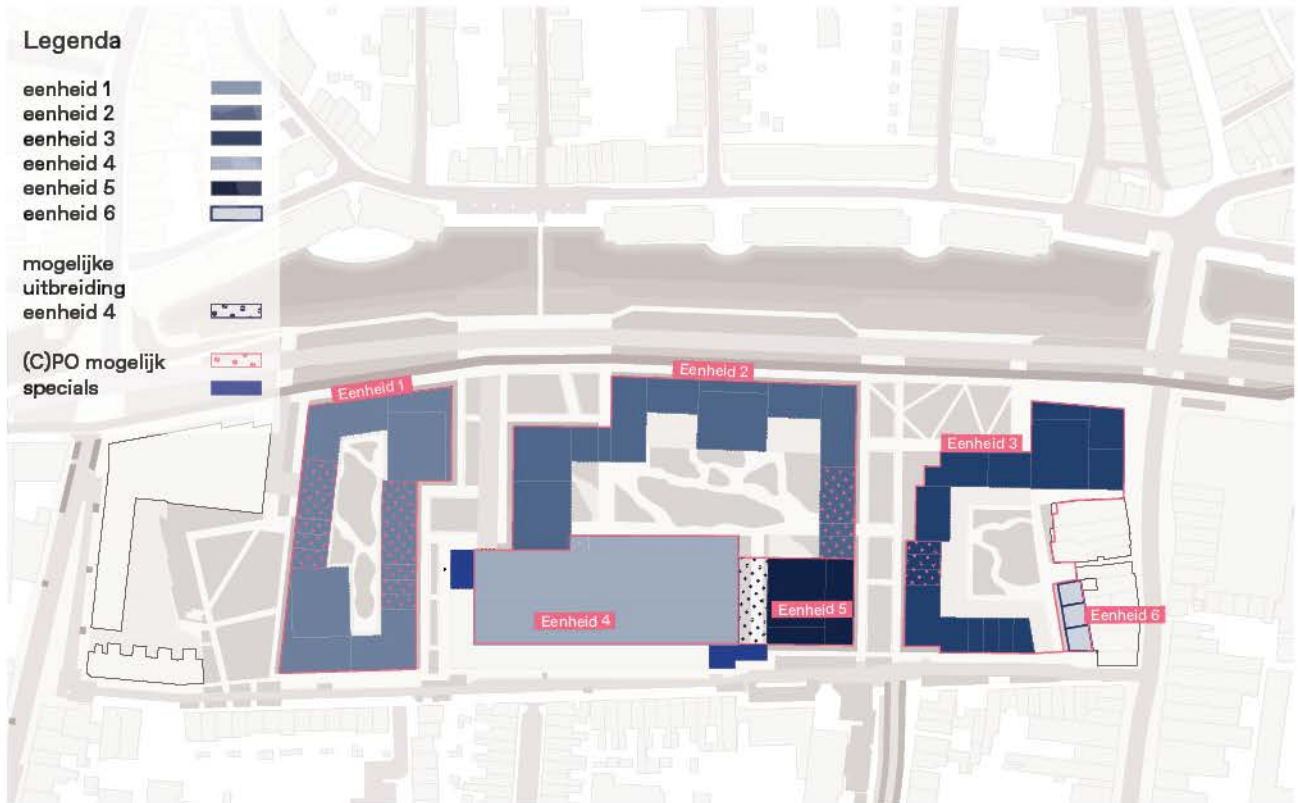 Legenda
eenheid 1
eenheid 2
eenheid 3
eenheid 4
eenheid 5
eenheid 6
mogelijke
uitbreiding
eenheid 4
(C)PO mogelijk
specials
Eenheid 1
Eenheid 2
Eenheid 3
Eenheid 4
Eenheid 5
Eenheid 6